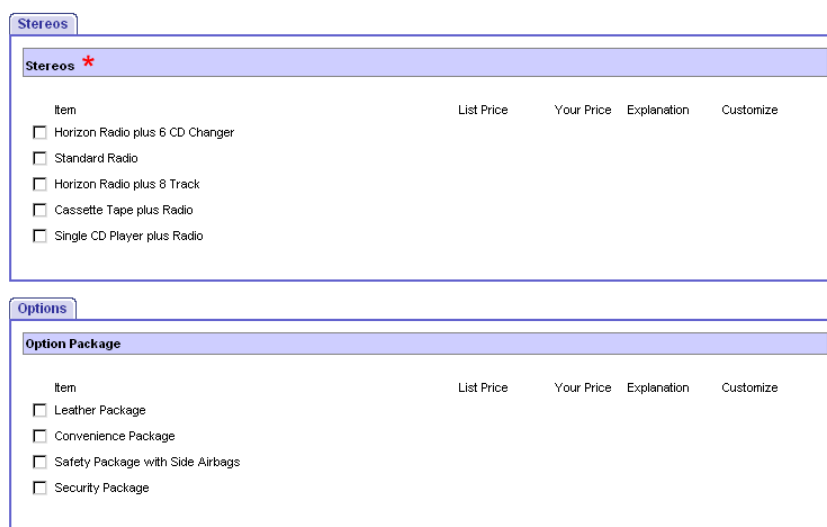 Stereos
Stereos *
Item List Price Your Price Explanation Customize
Horizon Radio plus 6 CD Changer
Standard Radio
Horizon Radio plus 8 Track
Cassette Tape plus Radio
Single CD Player plus Radio
Options
Option Package
Item List Price Your Price Explanation Customize
Leather Package
Convenience Package
Safety Package with Side Airbags
Security Package